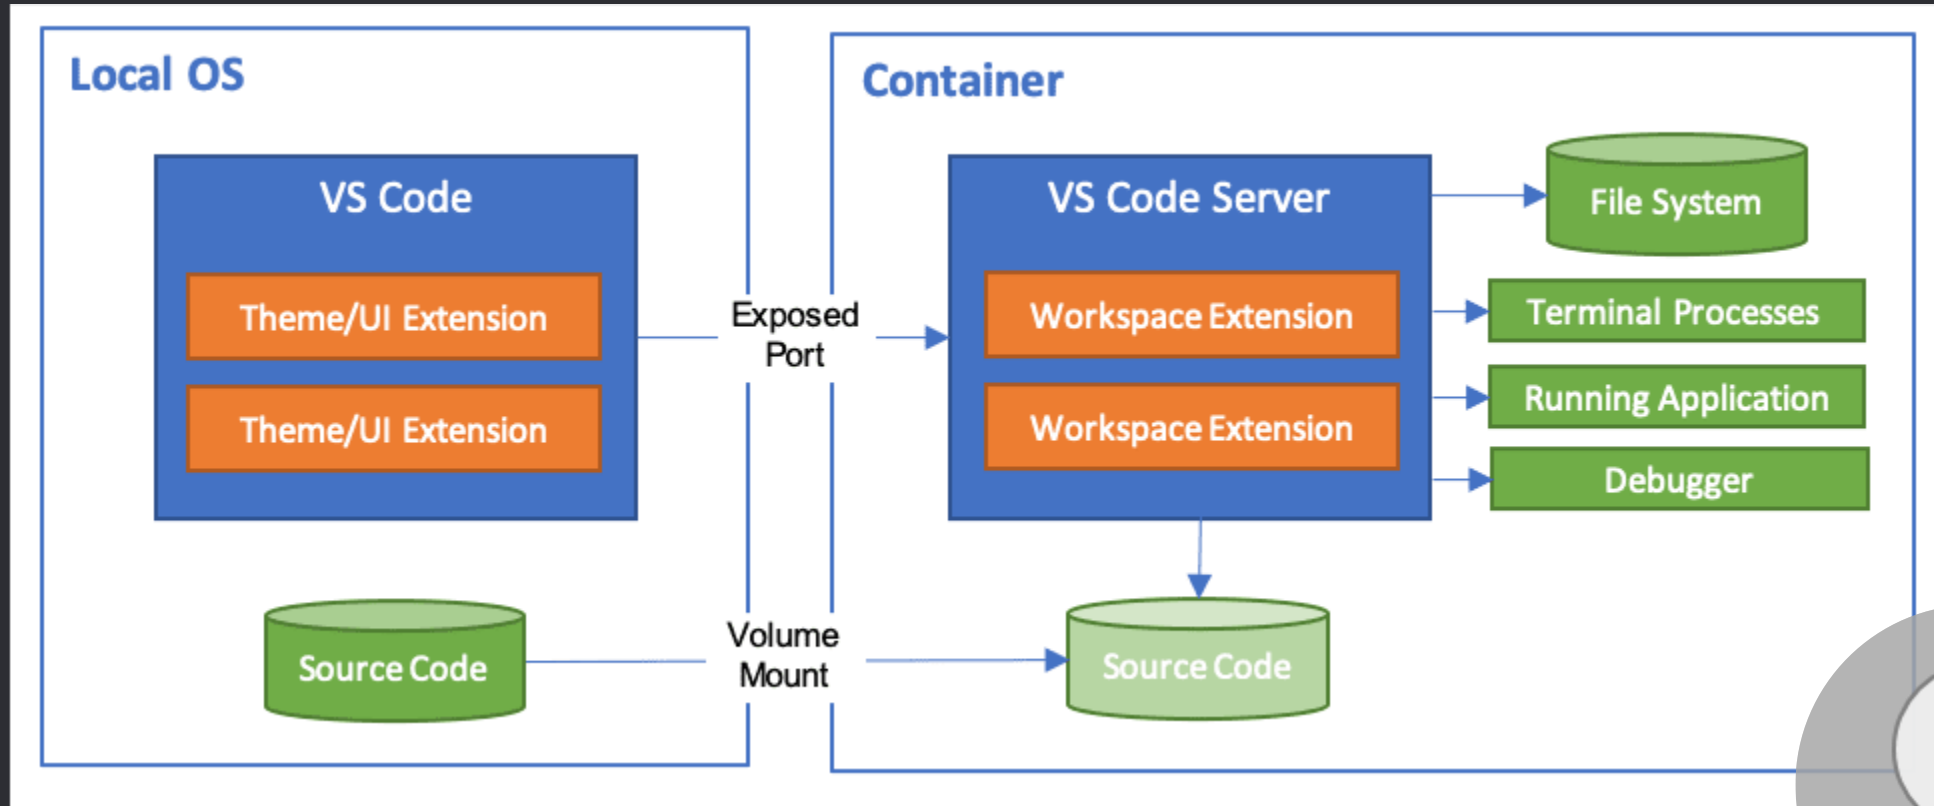 Local OS
VS Code
Theme/UI Extension
Theme/UI Extension
Source Code
Exposed
Port
Volume
Mount
Container
VS Code Server
Workspace Extension
Workspace Extension
File System
Terminal Processes
Running Application
Debugger
Source Code